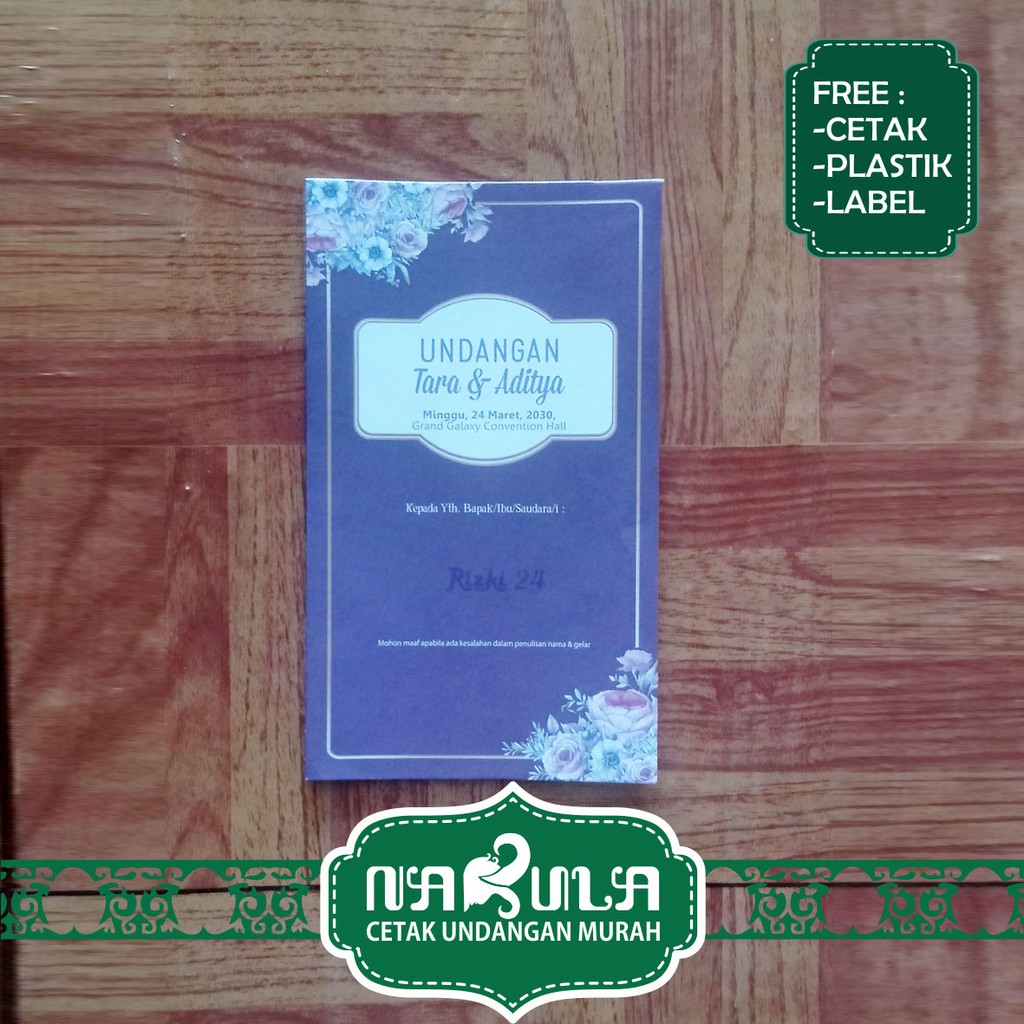 FREE :
-CETAK
-PLASTIK
-LABEL
UNDANGAN
Tara & Aditya
Minggu, 24 Maret, 2030,
Grand Galaxy Convention Hall
Kepada Yth. Bapak/Ibu/Saudara/i :
Rizki 24
Mohon maaf apabila ada kesalahan dalam penulisan nama & gelar
NAKULA
CETAK UNDANGAN MURAH